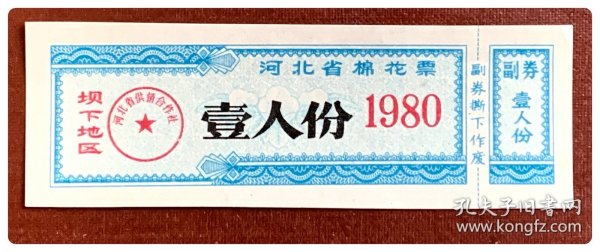 河北省棉花票
坝下地区
河北省供销合作社
壹人份
1980
副券撕下作废
副券
壹人份
孔夫子旧书网
www.kongfz.com